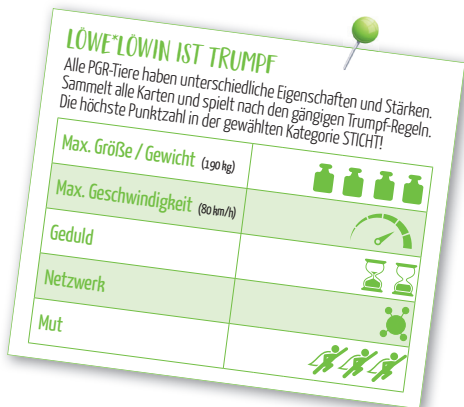 LÖWE*LÖWIN IST TRUMPF
Alle PGR-Tiere haben unterschiedliche Eigenschaften und Stärken.
Sammelt alle Karten und spielt nach den gängigen Trumpf-Regeln.
Die höchste Punktzahl in der gewählten Kategorie STICHT!
Max. Größe / Gewicht (190 kg)
Max. Geschwindigkeit (80 km/h)
Geduld
Netzwerk
Mut